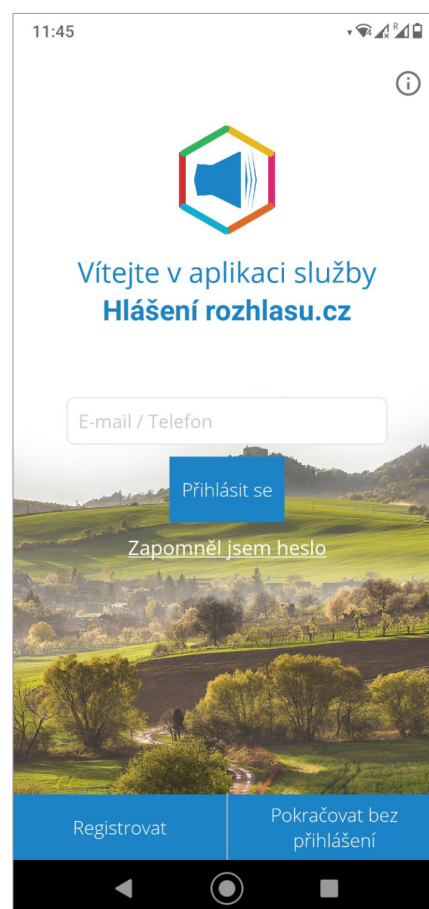 11:45
Vítejte v aplikaci služby
Hlášení rozhlasu.cz
E-mail / Telefon
Přihlásit se
Zapomněl jsem heslo
Registrovat
Pokračovat bez
přihlášení